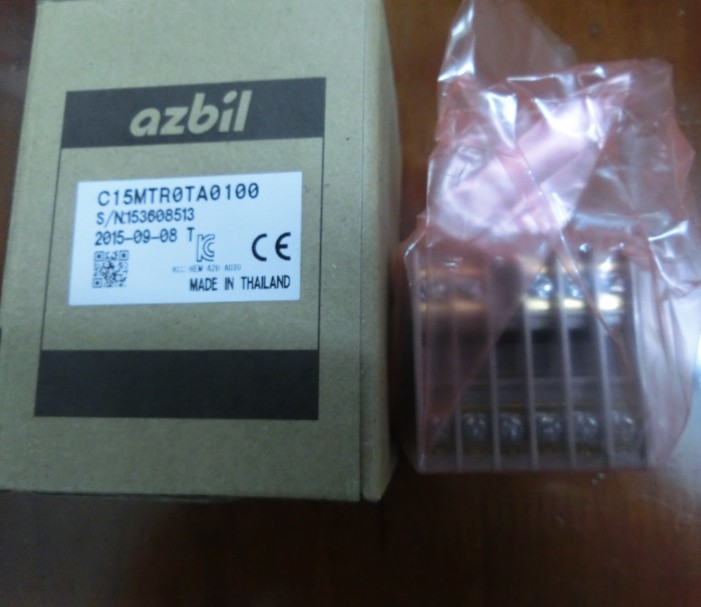 azbil
C15MTR0TA0100
S/N:153608513
2015-09-08 T
CE
MADE IN THAILAND